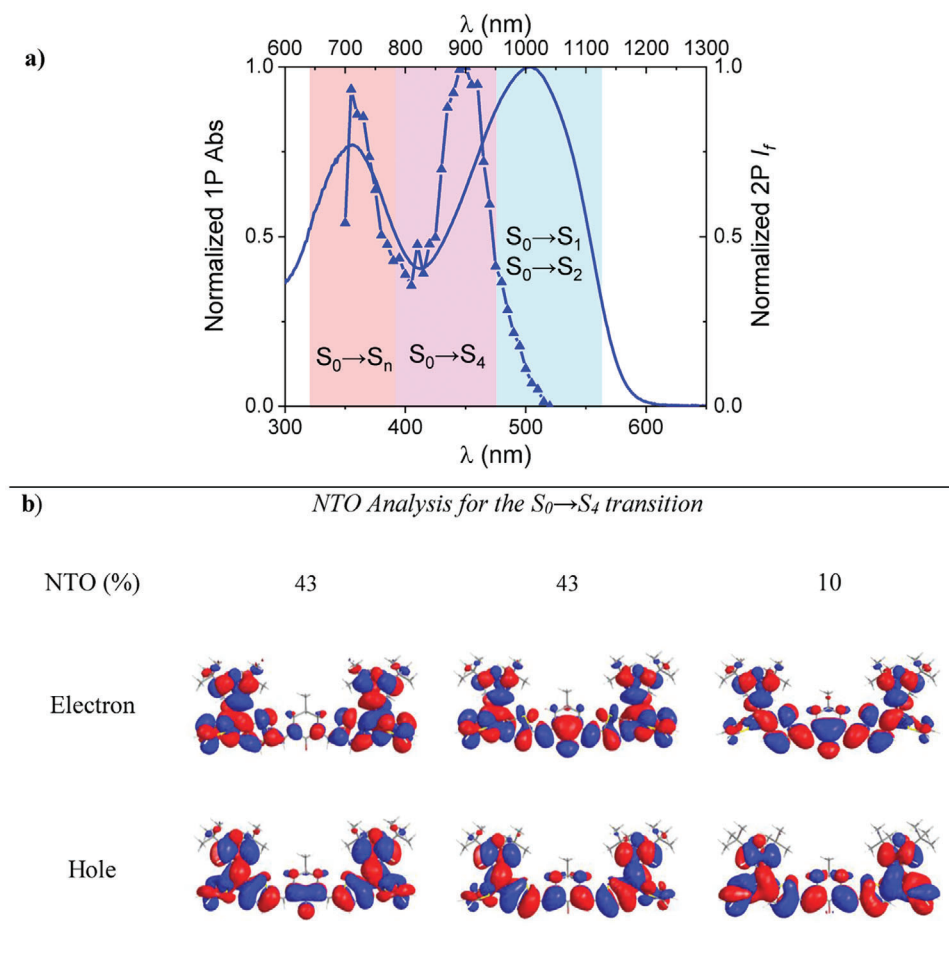 λ (nm)
600 700 800 900 1000 1100 1200 1300
a)
1.0 1.0
Normalized 1P Abs
Normalized 2P If
0.5 0.5
S0→S1
S0→S2
S0→Sn S0→S4
0.0 0.0
300 400 500 600
λ (nm)
b) NTO Analysis for the S0→S4 transition
NTO (%) 43 43 10
Electron
Hole